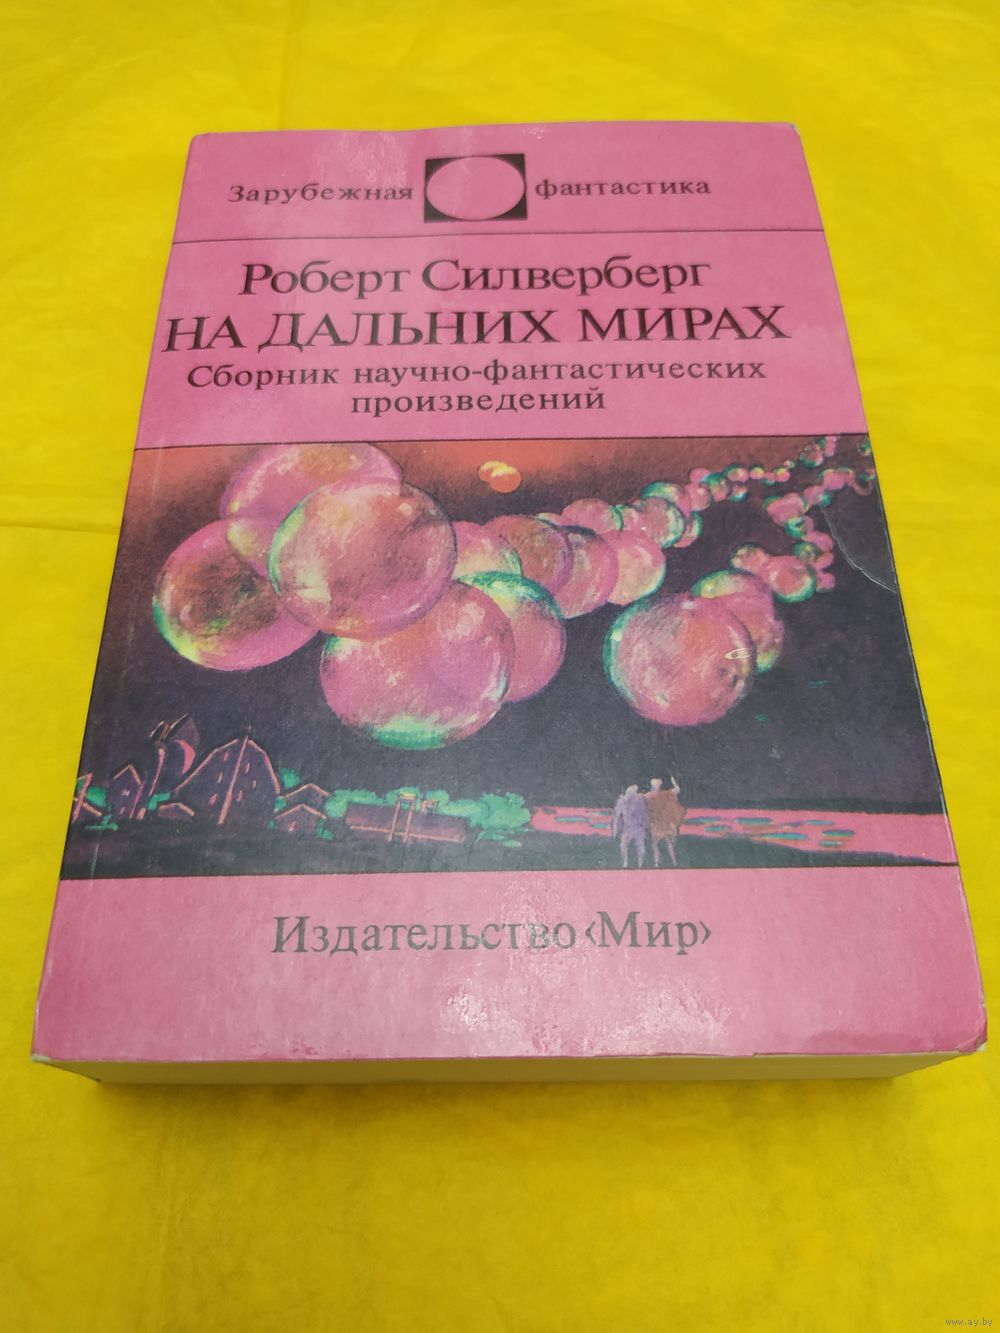 Зарубежная фантастика
Роберт Силверберг
НА ДАЛЬНИХ МИРАХ
Сборник научно-фантастических
произведений
Издательство ‹Мир›
www.ay.by